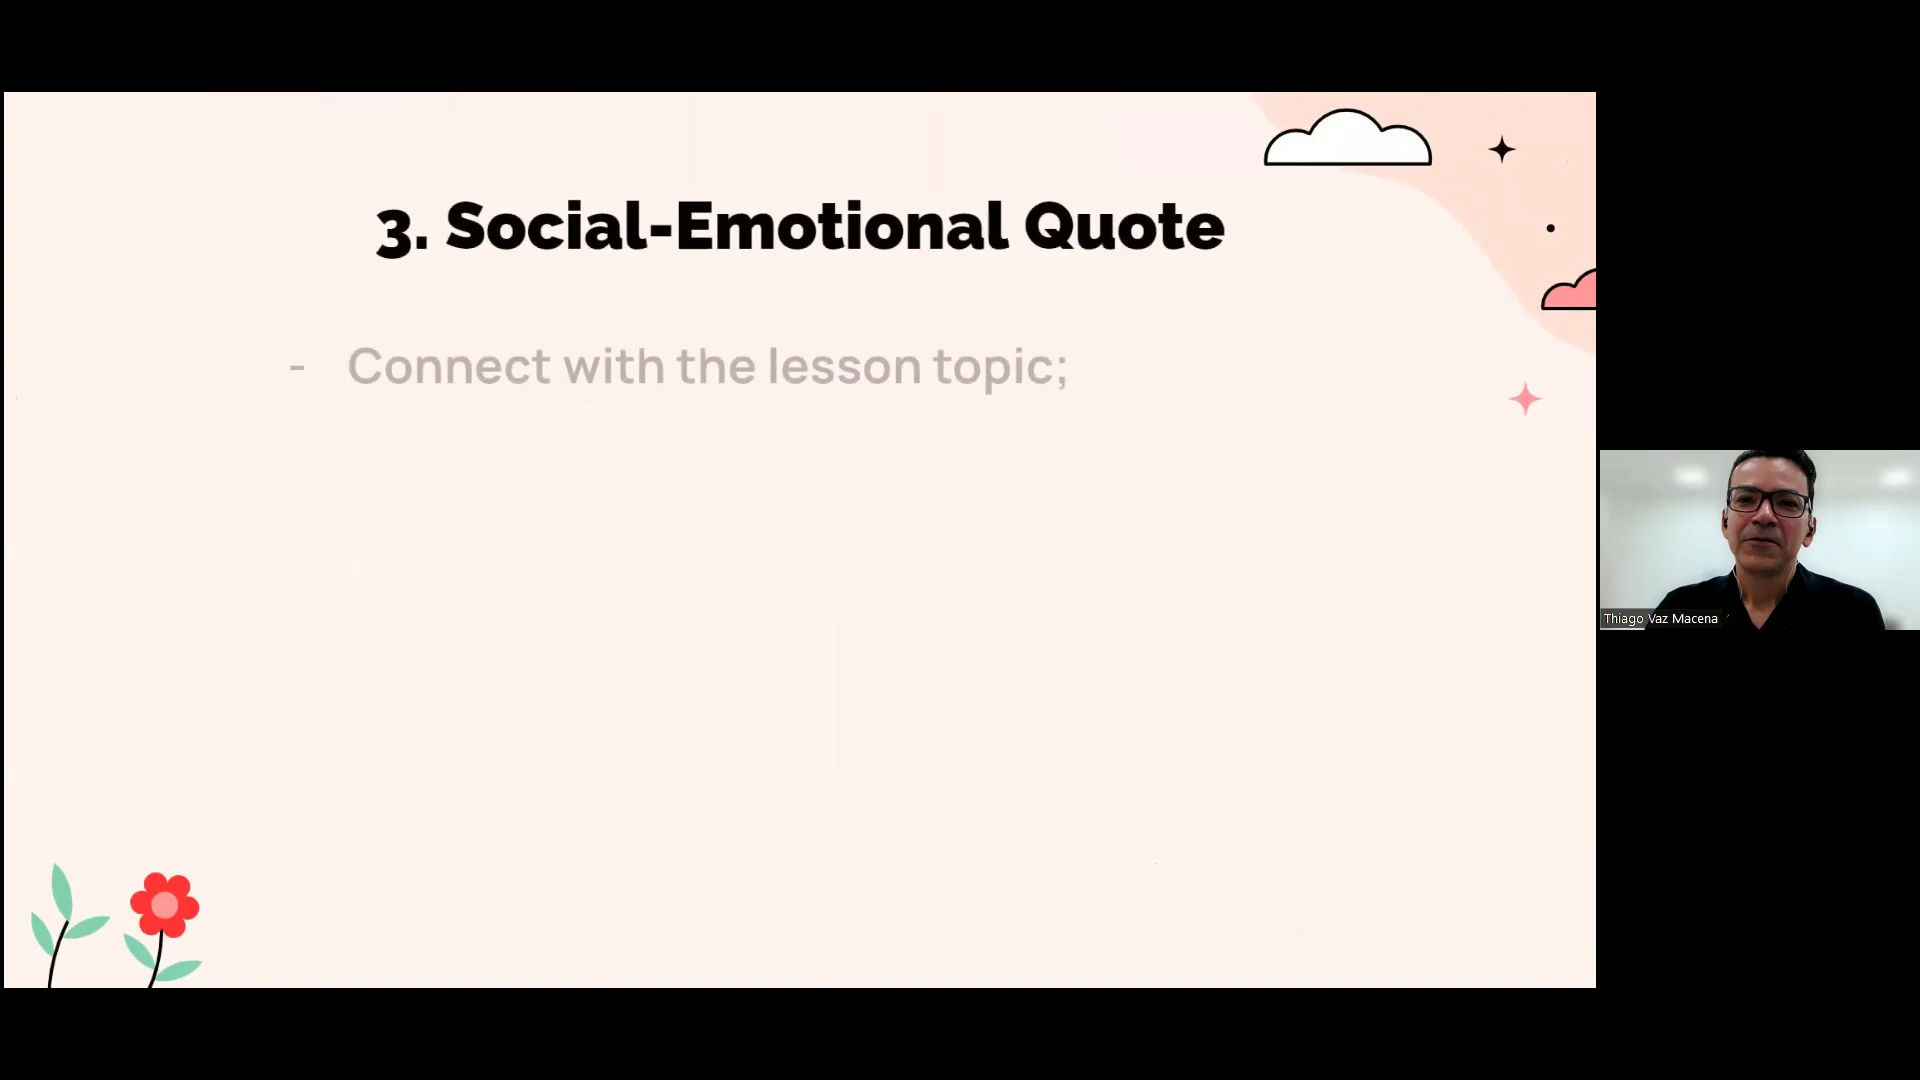 3. Social-Emotional Quote
- Connect with the lesson topic;
Thiago Vaz Macena